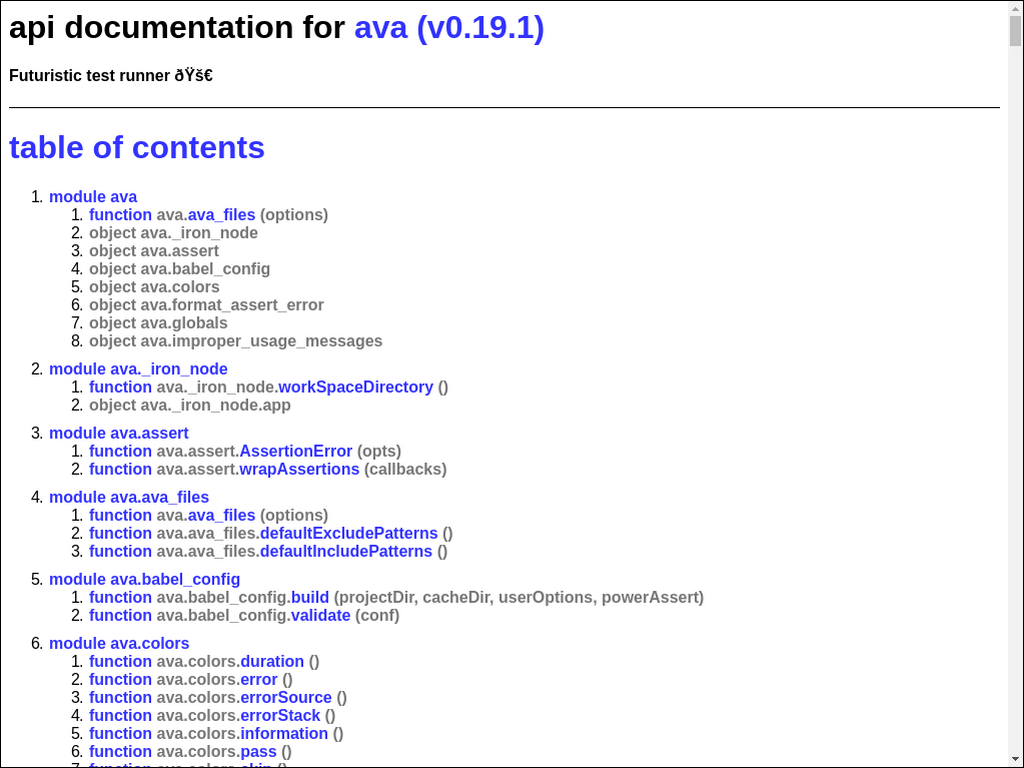 api documentation for ava (v0.19.1)
Futuristic test runner ðŸš€
table of contents
1. module ava
1. function ava.ava_files (options)
2. object ava._iron_node
3. object ava.assert
4. object ava.babel_config
5. object ava.colors
6. object ava.format_assert_error
7. object ava.globals
8. object ava.improper_usage_messages
2. module ava._iron_node
1. function ava._iron_node.workSpaceDirectory ()
2. object ava._iron_node.app
3. module ava.assert
1. function ava.assert.AssertionError (opts)
2. function ava.assert.wrapAssertions (callbacks)
4. module ava.ava_files
1. function ava.ava_files (options)
2. function ava.ava_files.defaultExcludePatterns ()
3. function ava.ava_files.defaultIncludePatterns ()
5. module ava.babel_config
1. function ava.babel_config.build (projectDir, cacheDir, userOptions, powerAssert)
2. function ava.babel_config.validate (conf)
6. module ava.colors
1. function ava.colors.duration ()
2. function ava.colors.error ()
3. function ava.colors.errorSource ()
4. function ava.colors.errorStack ()
5. function ava.colors.information ()
6. function ava.colors.pass ()
7. function ava.colors.skip ()